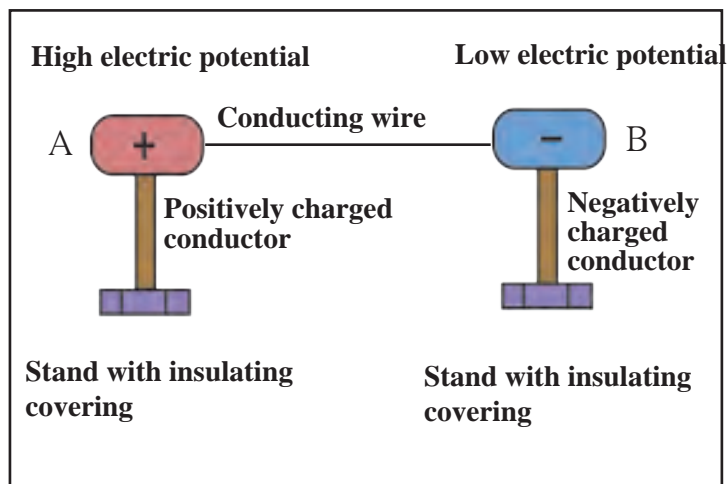 High electric potential
Low electric potential
Conducting wire
A
+
−
B
Positively charged
conductor
Negatively
charged
conductor
Stand with insulating
covering
Stand with insulating
covering